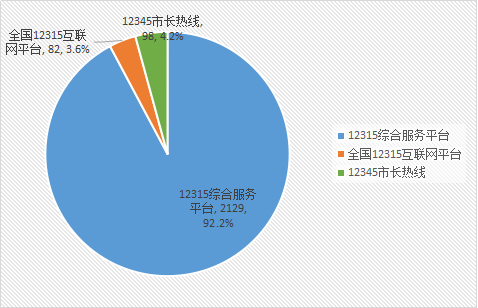 12345市长热线,
98, 4.2%
全国12315互联
网平台, 82, 3.6%
12315综合服务
平台, 2129,
92.2%
12315综合服务平台
全国12315互联网平台
12345市长热线